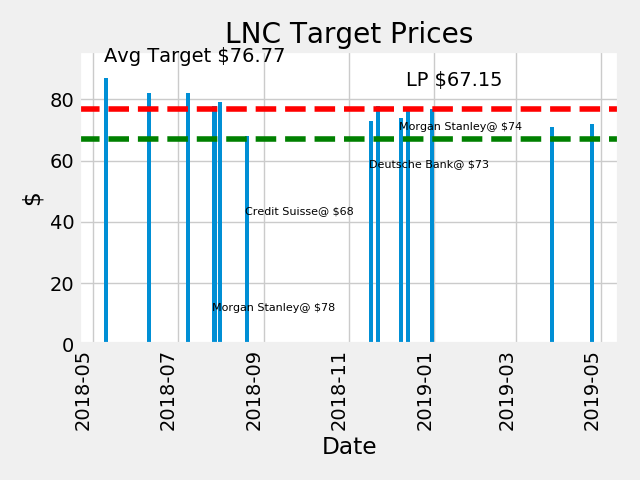 LNC Target Prices
Avg Target $76.77
LP $67.15
Morgan Stanley@ $74
Deutsche Bank@ $73
Credit Suisse@ $68
Morgan Stanley@ $78
$
80
60
40
20
0
2018-05
2018-07
2018-09
2018-11
2019-01
2019-03
2019-05
Date